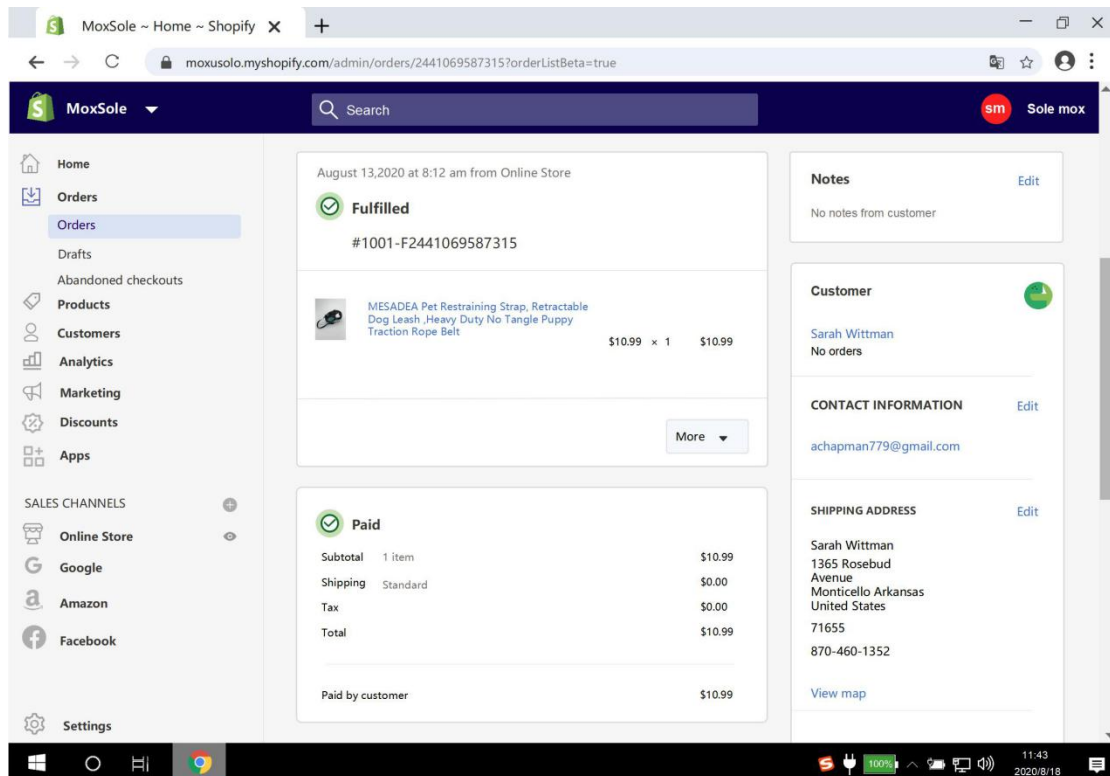 MoxSole ~ Home ~ Shopify
moxusolo.myshopify.com/admin/orders/2441069587315?orderListBeta=true
MoxSole
Search
sm
Sole mox
Home
Orders
Orders
Drafts
Abandoned checkouts
Products
Customers
Analytics
Marketing
Discounts
Apps
SALES CHANNELS
Online Store
Google
Amazon
Facebook
Settings
August 13,2020 at 8:12 am from Online Store
Fulfilled
#1001-F2441069587315
MESADEA Pet Restraining Strap, Retractable
Dog Leash ,Heavy Duty No Tangle Puppy
Traction Rope Belt
$10.99 × 1 $10.99
More
Paid
Subtotal 1 item $10.99
Shipping Standard $0.00
Tax $0.00
Total $10.99
Paid by customer $10.99
Notes Edit
No notes from customer
Customer
Sarah Wittman
No orders
CONTACT INFORMATION Edit
achapman779@gmail.com
SHIPPING ADDRESS Edit
Sarah Wittman
1365 Rosebud
Avenue
Monticello Arkansas
United States
71655
870-460-1352
View map
100%
11:43
2020/8/18